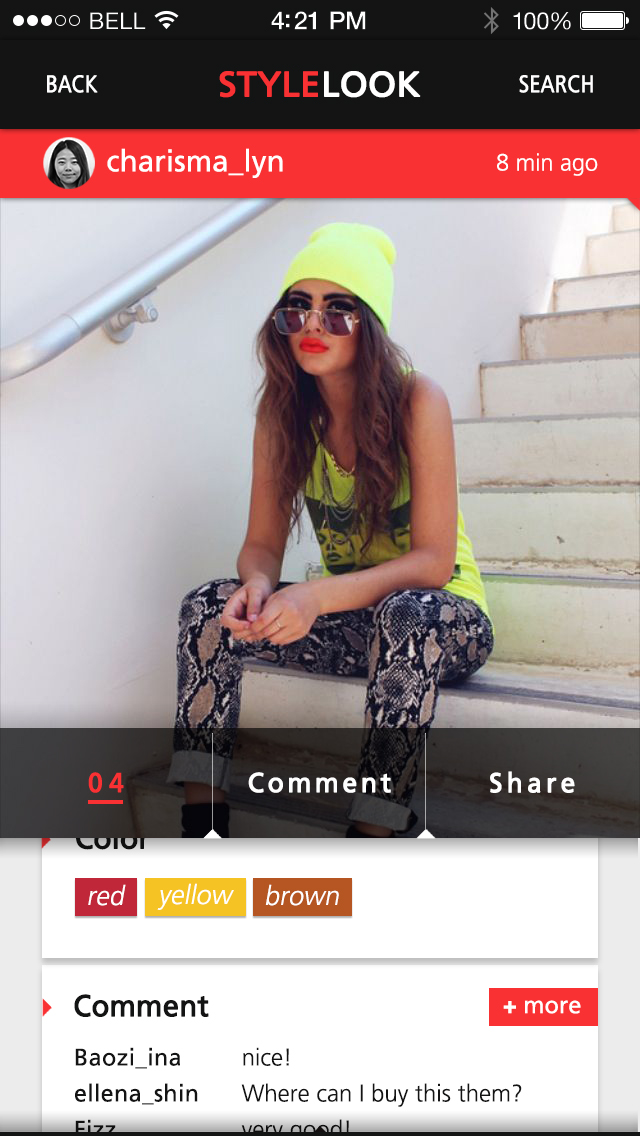 BELL 4:21 PM 100%
BACK STYLELOOK SEARCH
charisma_lyn 8 min ago
04 Comment Share
Color
red yellow brown
Comment + more
Baozi_ina nice!
ellena_shin Where can I buy this them?
Fizz very good!